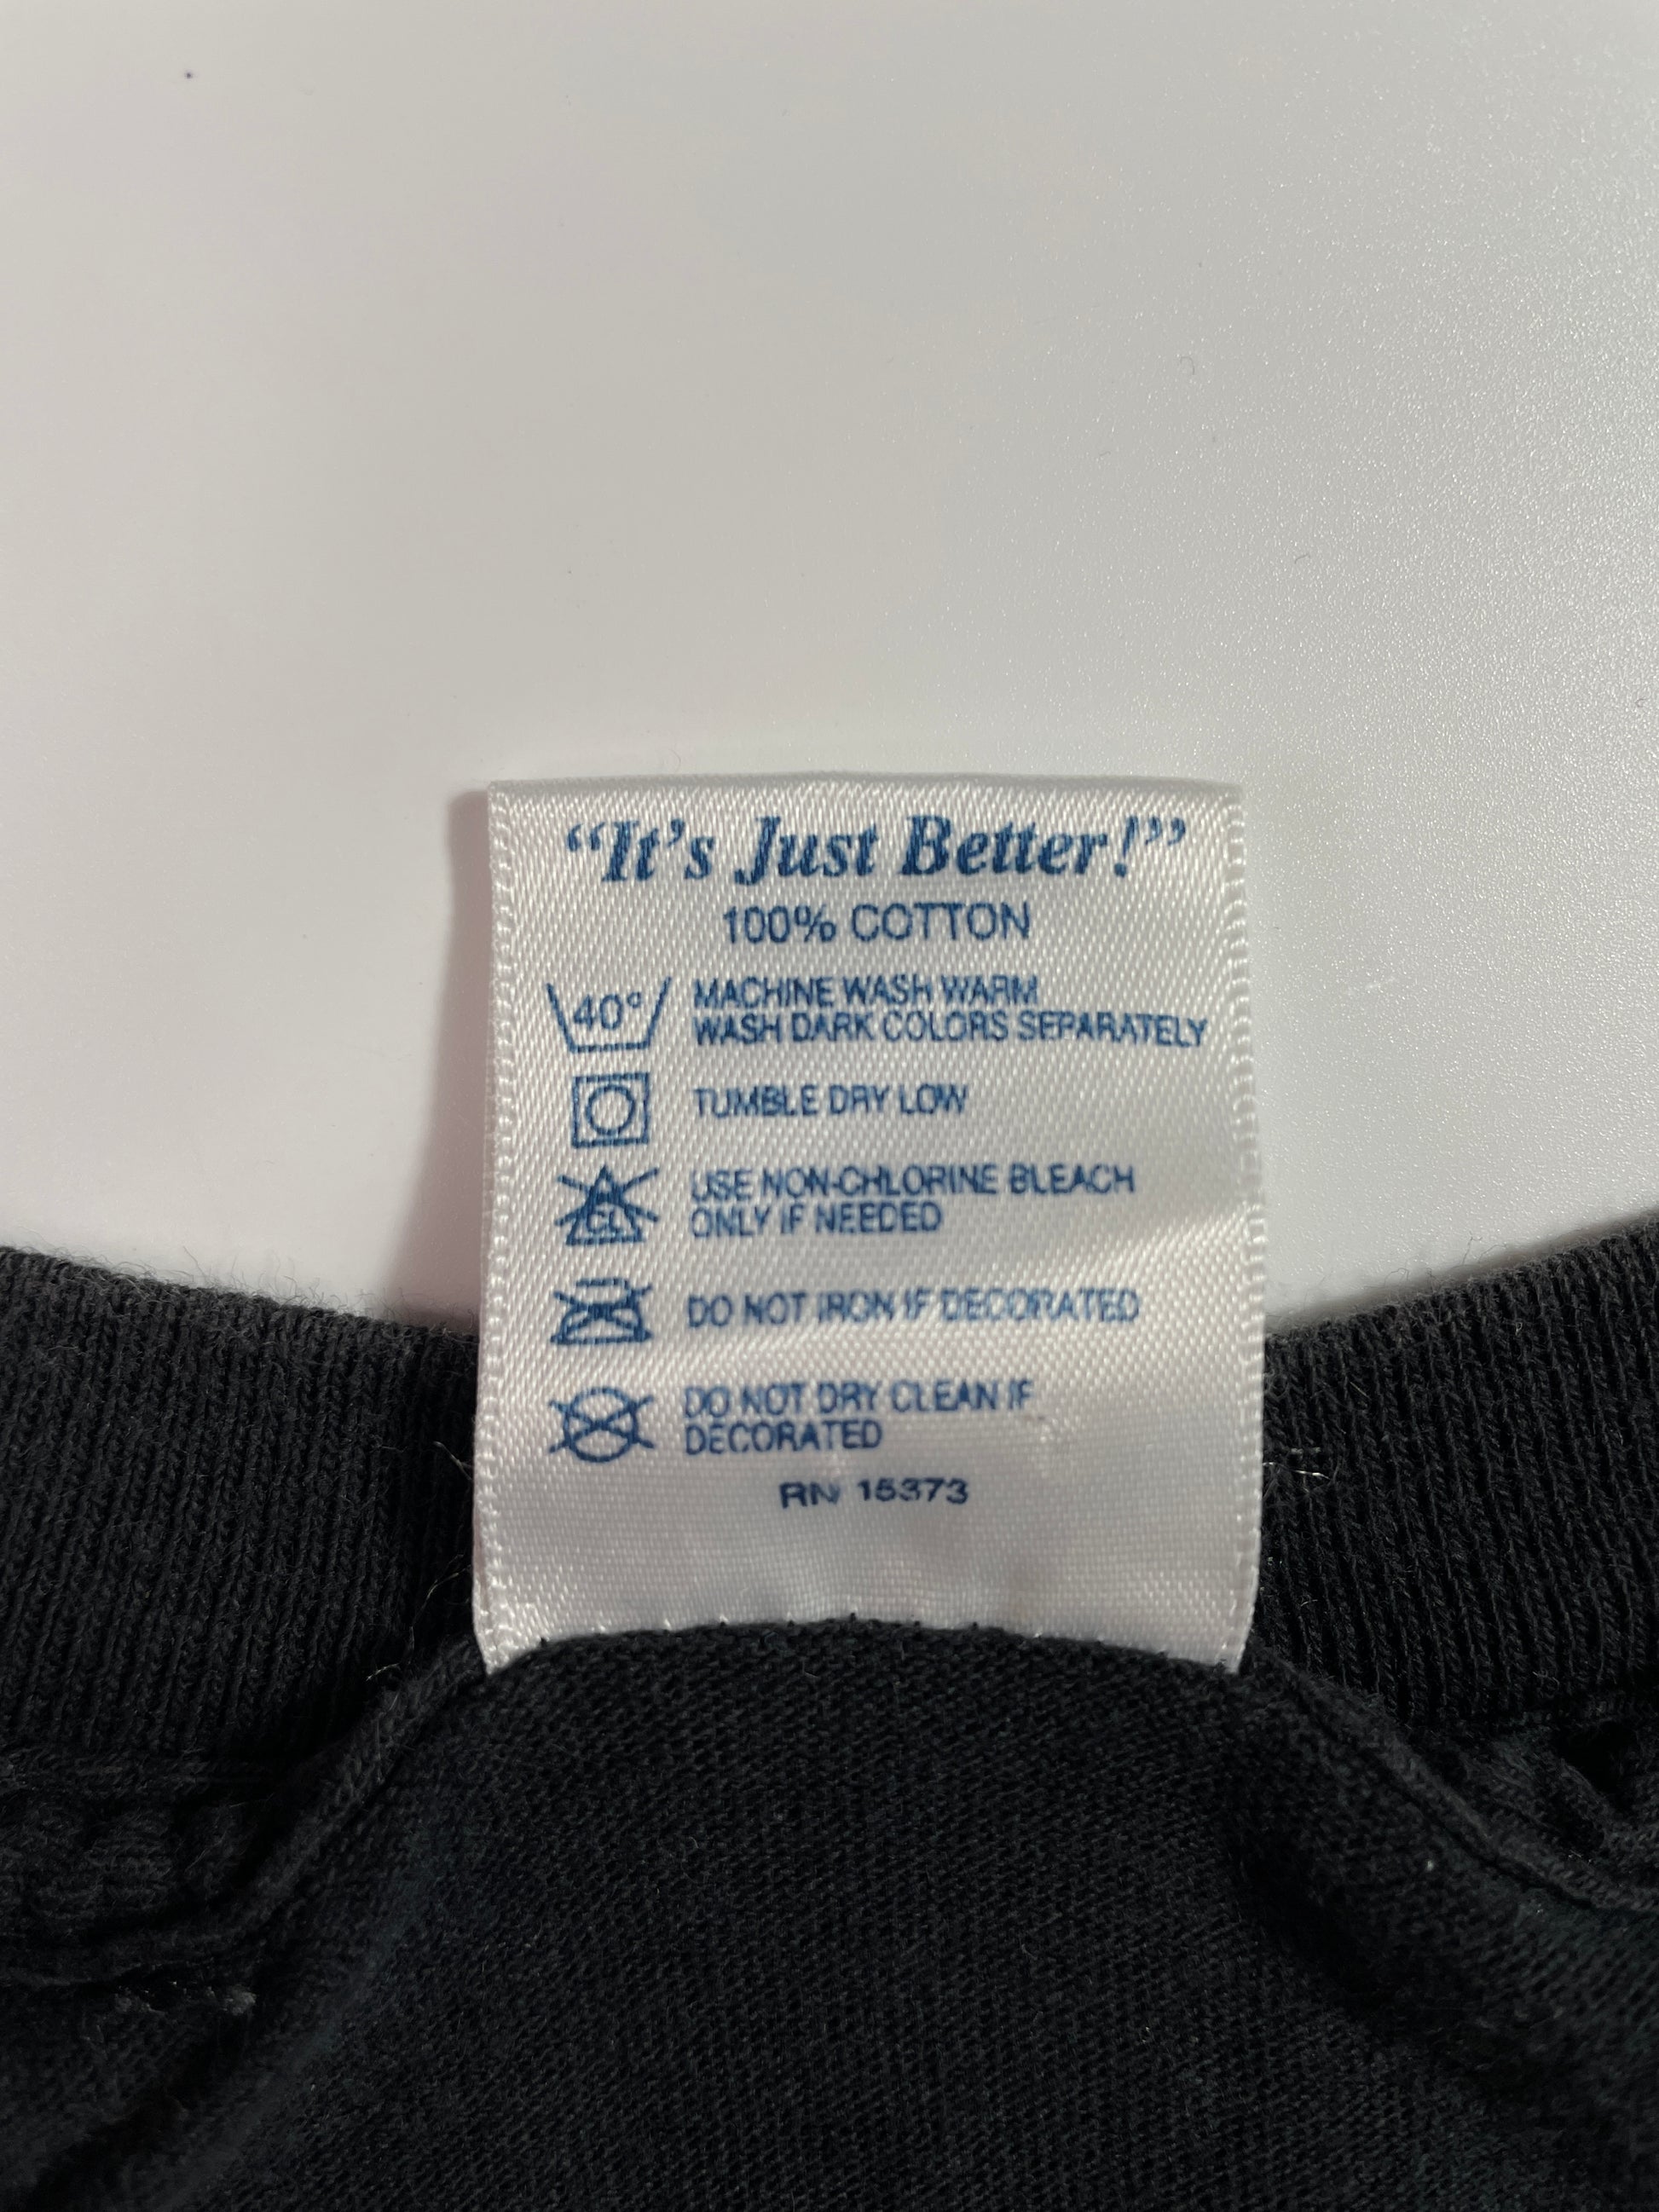 “It’s Just Better!”
100% COTTON
40° MACHINE WASH WARM
WASH DARK COLORS SEPARATELY
TUMBLE DRY LOW
CL USE NON-CHLORINE BLEACH
ONLY IF NEEDED
DO NOT IRON IF DECORATED
DO NOT DRY CLEAN IF
DECORATED
RN 15373